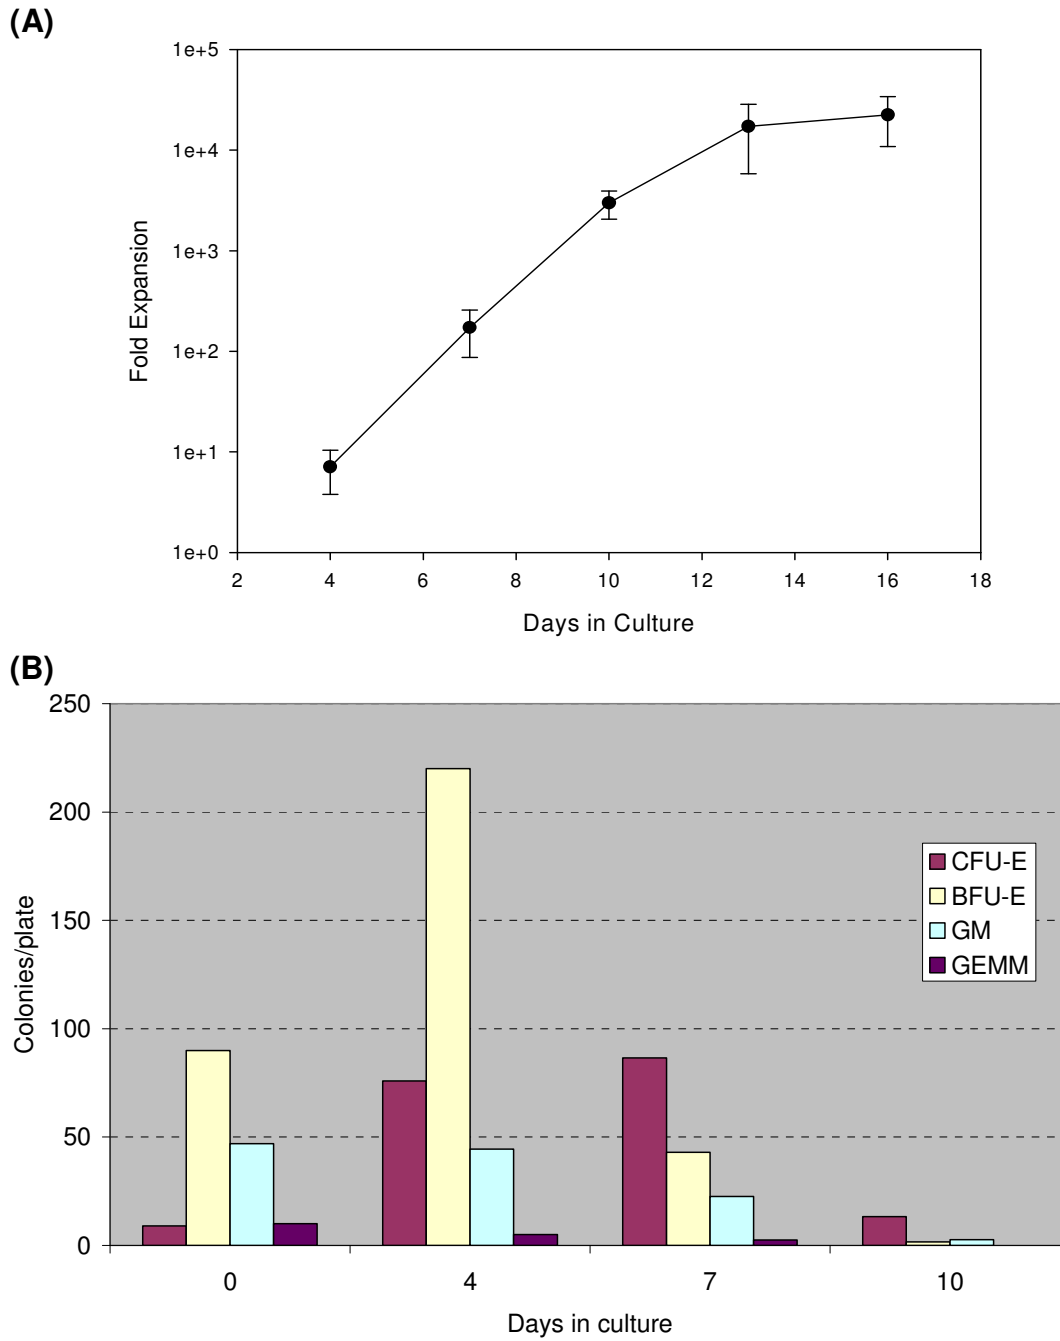 (A)
1e+5
1e+4
1e+3
1e+2
1e+1
1e+0
Fold Expansion
2 4 6 8 10 12 14 16 18
Days in Culture
(B)
250
200
150
100
50
0
Colonies/plate
CFU-E
BFU-E
GM
GEMM
0 4 7 10
Days in culture